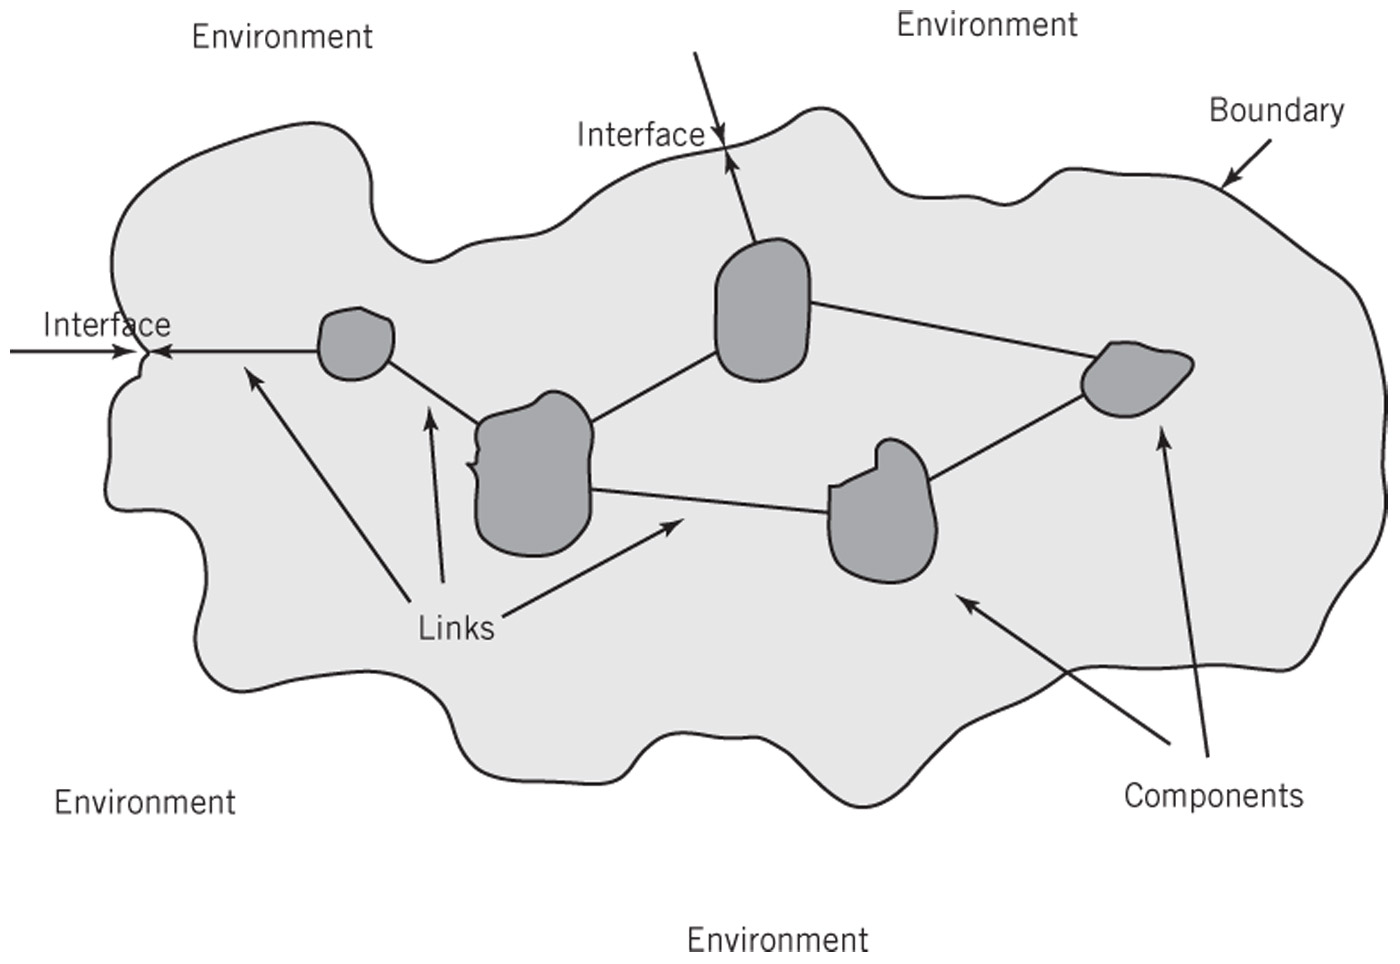 Environment
Environment
Boundary
Interface
Interface
Links
Components
Environment
Environment